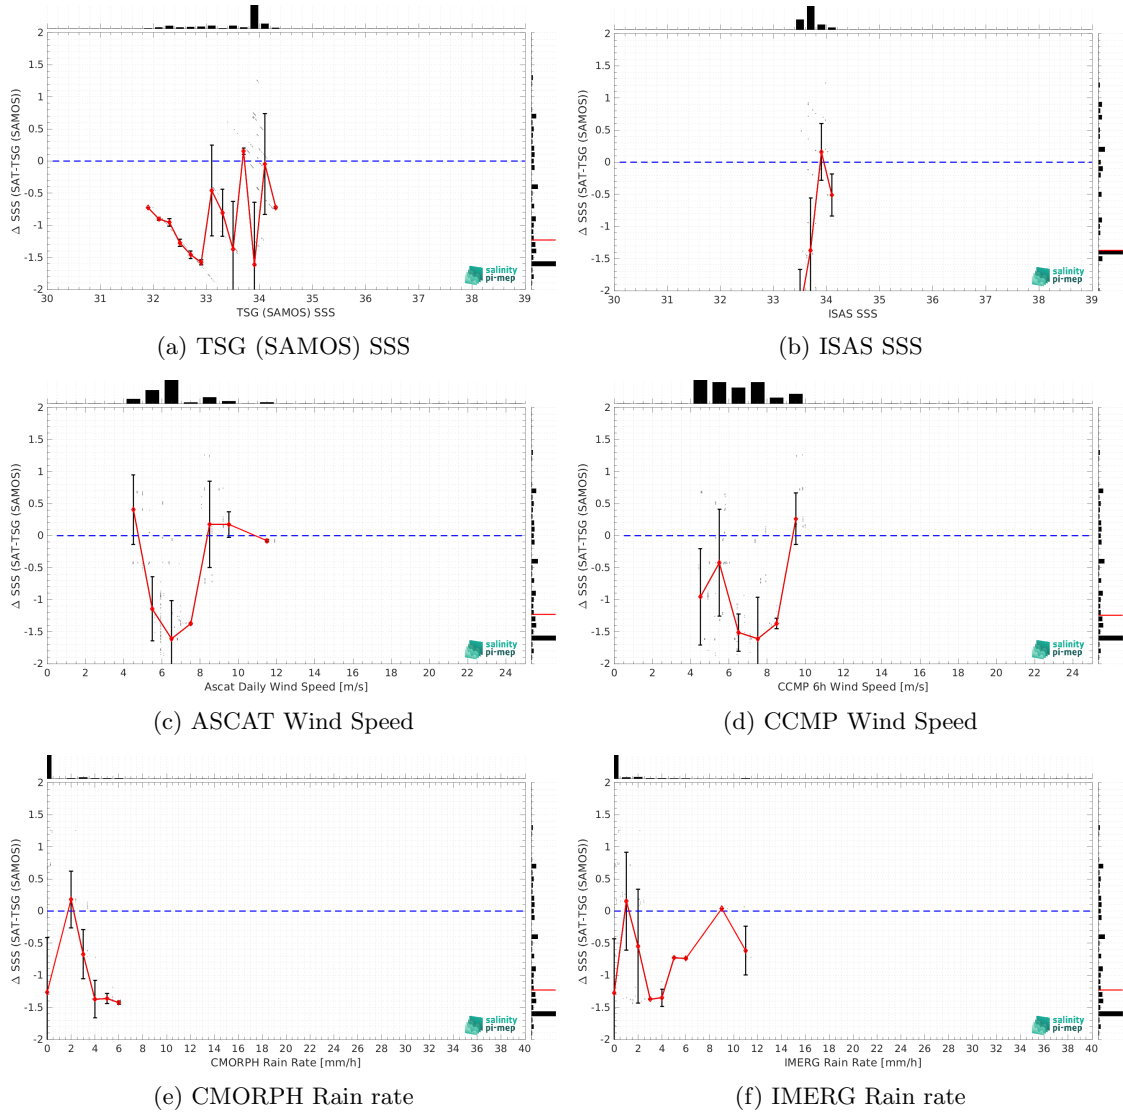 2
1.5
1
0.5
0
-0.5
-1
-1.5
-2
Δ SSS (SAT-TSG (SAMOS))
30 31 32 33 34 35 36 37 38 39
TSG (SAMOS) SSS
salinity
pi-mep
(a) TSG (SAMOS) SSS
2
1.5
1
0.5
0
-0.5
-1
-1.5
-2
Δ SSS (SAT-TSG (SAMOS))
30 31 32 33 34 35 36 37 38 39
ISAS SSS
salinity
pi-mep
(b) ISAS SSS
2
1.5
1
0.5
0
-0.5
-1
-1.5
-2
Δ SSS (SAT-TSG (SAMOS))
0 2 4 6 8 10 12 14 16 18 20 22 24
Ascat Daily Wind Speed [m/s]
salinity
pi-mep
(c) ASCAT Wind Speed
2
1.5
1
0.5
0
-0.5
-1
-1.5
-2
Δ SSS (SAT-TSG (SAMOS))
0 2 4 6 8 10 12 14 16 18 20 22 24
CCMP 6h Wind Speed [m/s]
salinity
pi-mep
(d) CCMP Wind Speed
2
1.5
1
0.5
0
-0.5
-1
-1.5
-2
Δ SSS (SAT-TSG (SAMOS))
0 2 4 6 8 10 12 14 16 18 20 22 24 26 28 30 32 34 36 38 40
CMORPH Rain Rate [mm/h]
salinity
pi-mep
(e) CMORPH Rain rate
2
1.5
1
0.5
0
-0.5
-1
-1.5
-2
Δ SSS (SAT-TSG (SAMOS))
0 2 4 6 8 10 12 14 16 18 20 22 24 26 28 30 32 34 36 38 40
IMERG Rain Rate [mm/h]
salinity
pi-mep
(f) IMERG Rain rate